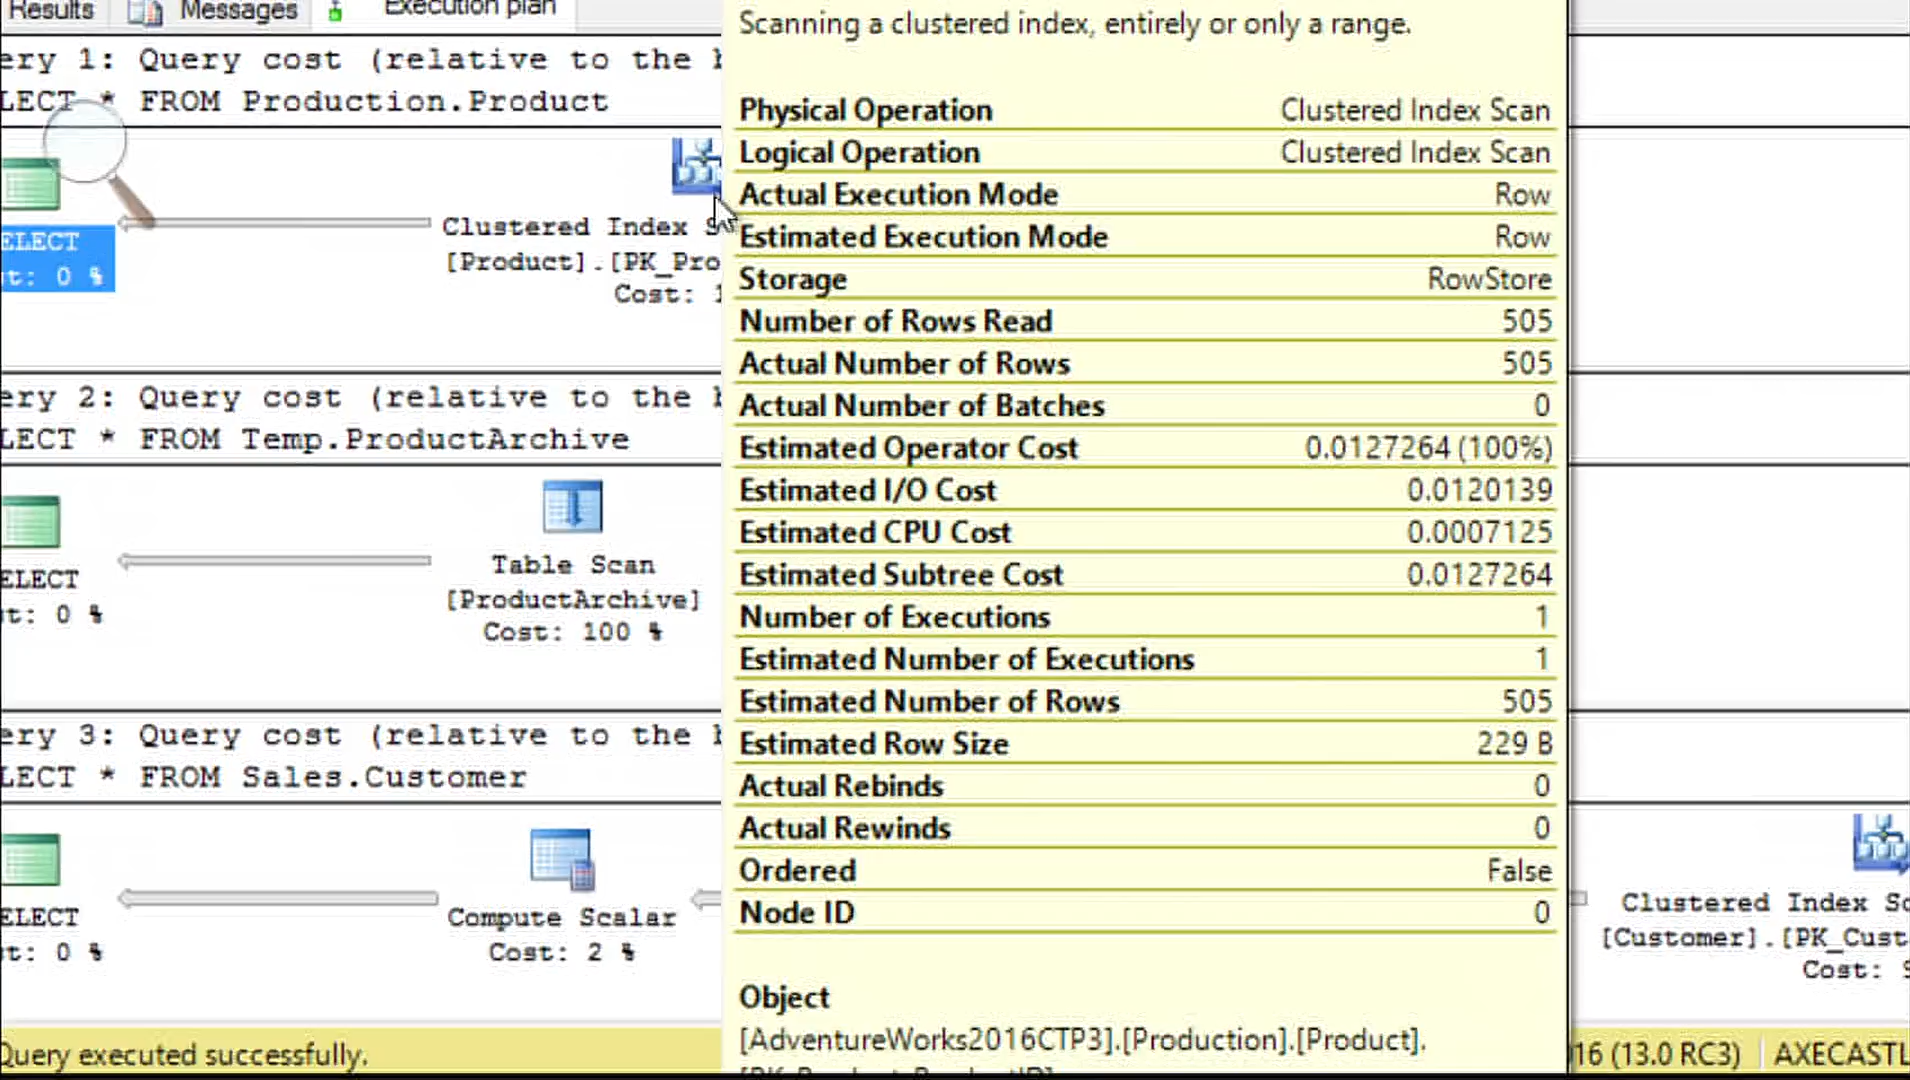 Results Messages Execution plan
ery 1: Query cost (relative to the
LECT * FROM Production.Product
ELECT
t: 0 %
Clustered Index S
[Product].[PK_Pro
Cost: 1
ery 2: Query cost (relative to the
LECT * FROM Temp.ProductArchive
ELECT
t: 0 %
Table Scan
[ProductArchive]
Cost: 100 %
ery 3: Query cost (relative to the
LECT * FROM Sales.Customer
ELECT
t: 0 %
Compute Scalar
Cost: 2 %
Scanning a clustered index, entirely or only a range.
Physical Operation Clustered Index Scan
Logical Operation Clustered Index Scan
Actual Execution Mode Row
Estimated Execution Mode Row
Storage RowStore
Number of Rows Read 505
Actual Number of Rows 505
Actual Number of Batches 0
Estimated Operator Cost 0.0127264 (100%)
Estimated I/O Cost 0.0120139
Estimated CPU Cost 0.0007125
Estimated Subtree Cost 0.0127264
Number of Executions 1
Estimated Number of Executions 1
Estimated Number of Rows 505
Estimated Row Size 229 B
Actual Rebinds 0
Actual Rewinds 0
Ordered False
Node ID 0
Object
[AdventureWorks2016CTP3].[Production].[Product].
Clustered Index Sc
[Customer].[PK_Cust
Cost: 9
Query executed successfully.
16 (13.0 RC3) AXECASTL